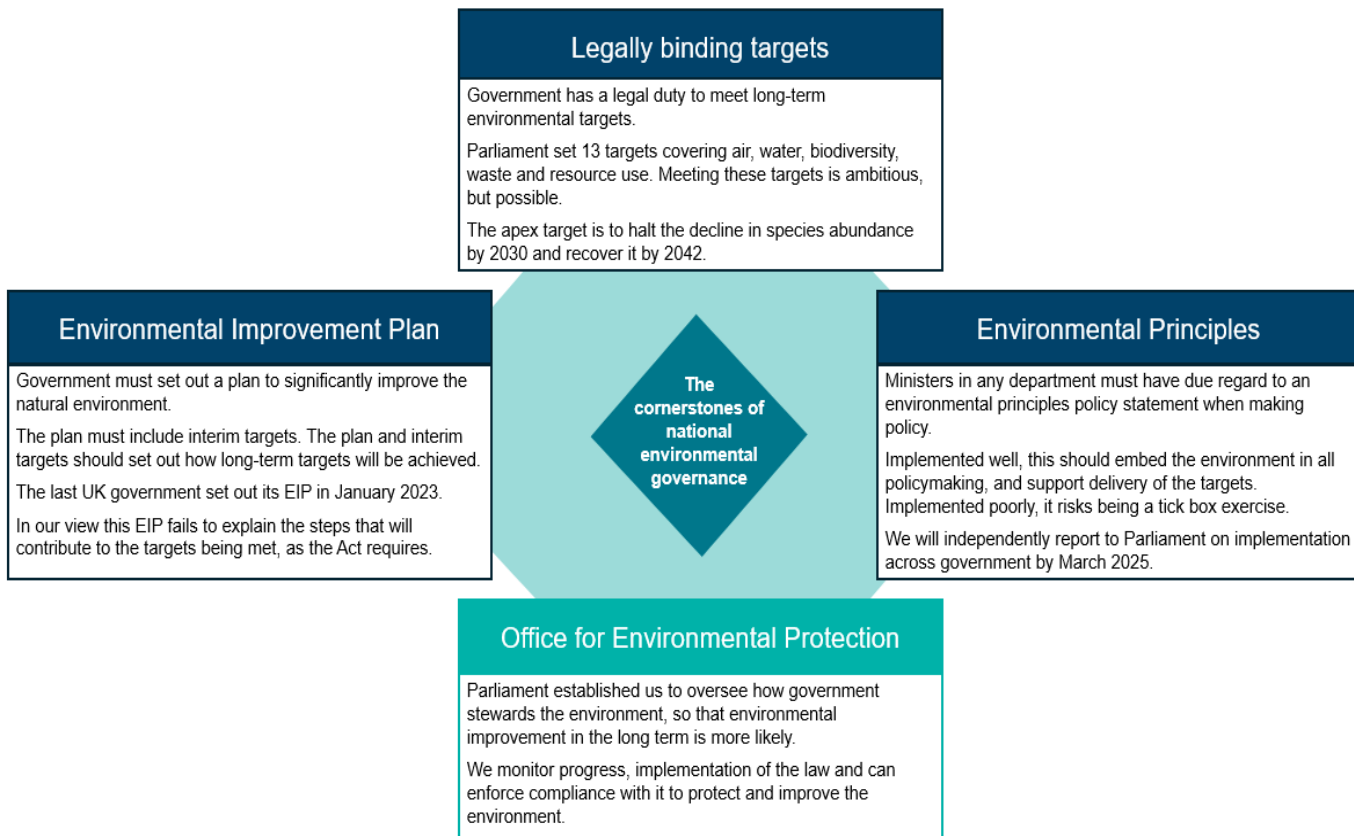 Legally binding targets
Government has a legal duty to meet long-term
environmental targets.
Parliament set 13 targets covering air, water, biodiversity,
waste and resource use. Meeting these targets is ambitious,
but possible.
The apex target is to halt the decline in species abundance
by 2030 and recover it by 2042.
Environmental Improvement Plan
Government must set out a plan to significantly improve the
natural environment.
The plan must include interim targets. The plan and interim
targets should set out how long-term targets will be achieved.
The last UK government set out its EIP in January 2023.
In our view this EIP fails to explain the steps that will
contribute to the targets being met, as the Act requires.
The
cornerstones of
national
environmental
governance
Environmental Principles
Ministers in any department must have due regard to an
environmental principles policy statement when making
policy.
Implemented well, this should embed the environment in all
policymaking, and support delivery of the targets.
Implemented poorly, it risks being a tick box exercise.
We will independently report to Parliament on implementation
across government by March 2025.
Office for Environmental Protection
Parliament established us to oversee how government
stewards the environment, so that environmental
improvement in the long term is more likely.
We monitor progress, implementation of the law and can
enforce compliance with it to protect and improve the
environment.